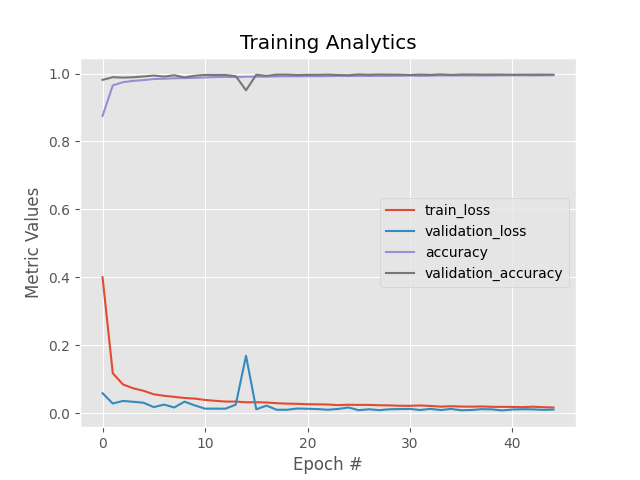 Training Analytics
1.0
0.8
0.6
0.4
0.2
0.0
Metric Values
train_loss
validation_loss
accuracy
validation_accuracy
0
10
20
30
40
Epoch #